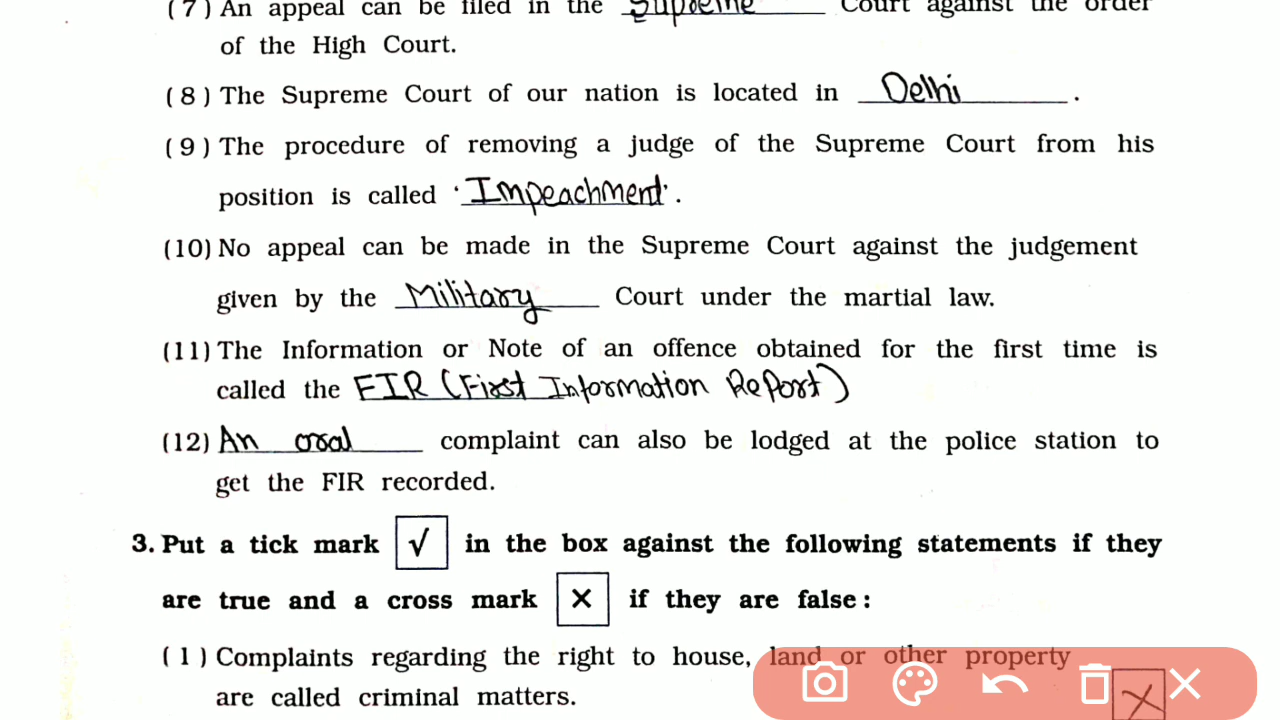 (7) An appeal can be filed in the Supreme Court against the order
of the High Court.
(8) The Supreme Court of our nation is located in Delhi.
(9) The procedure of removing a judge of the Supreme Court from his
position is called 'Impeachment'.
(10) No appeal can be made in the Supreme Court against the judgement
given by the Military Court under the martial law.
(11) The Information or Note of an offence obtained for the first time is
called the FIR (First Information Report)
(12) An oral complaint can also be lodged at the police station to
get the FIR recorded.
3. Put a tick mark √ in the box against the following statements if they
are true and a cross mark × if they are false:
(1) Complaints regarding the right to house, land or other property
are called criminal matters. ×